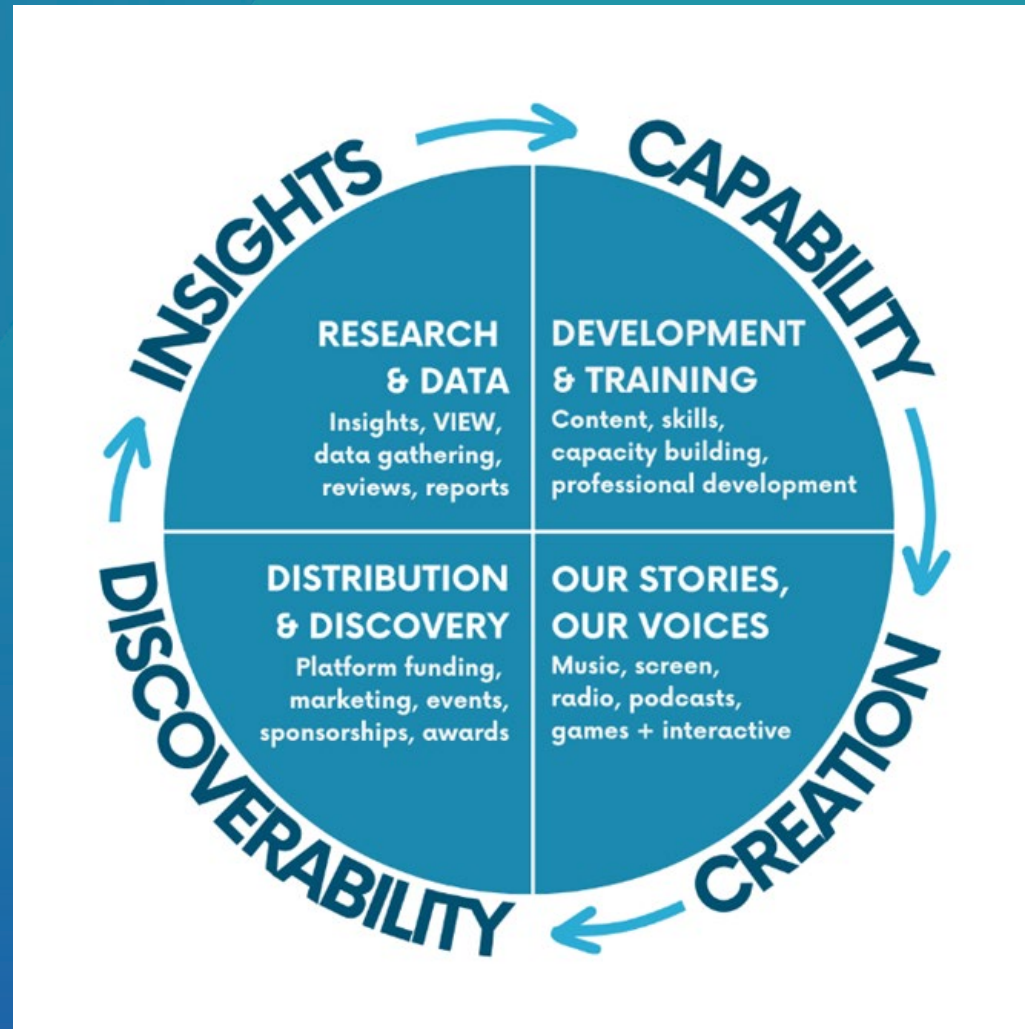 INSIGHTS
CAPABILITY
RESEARCH
& DATA
Insights, VIEW,
data gathering,
reviews, reports
DEVELOPMENT
& TRAINING
Content, skills,
capacity building,
professional development
DISTRIBUTION
& DISCOVERY
Platform funding,
marketing, events,
sponsorships, awards
OUR STORIES,
OUR VOICES
Music, screen,
radio, podcasts,
games + interactive
DISCOVERABILITY
CREATION